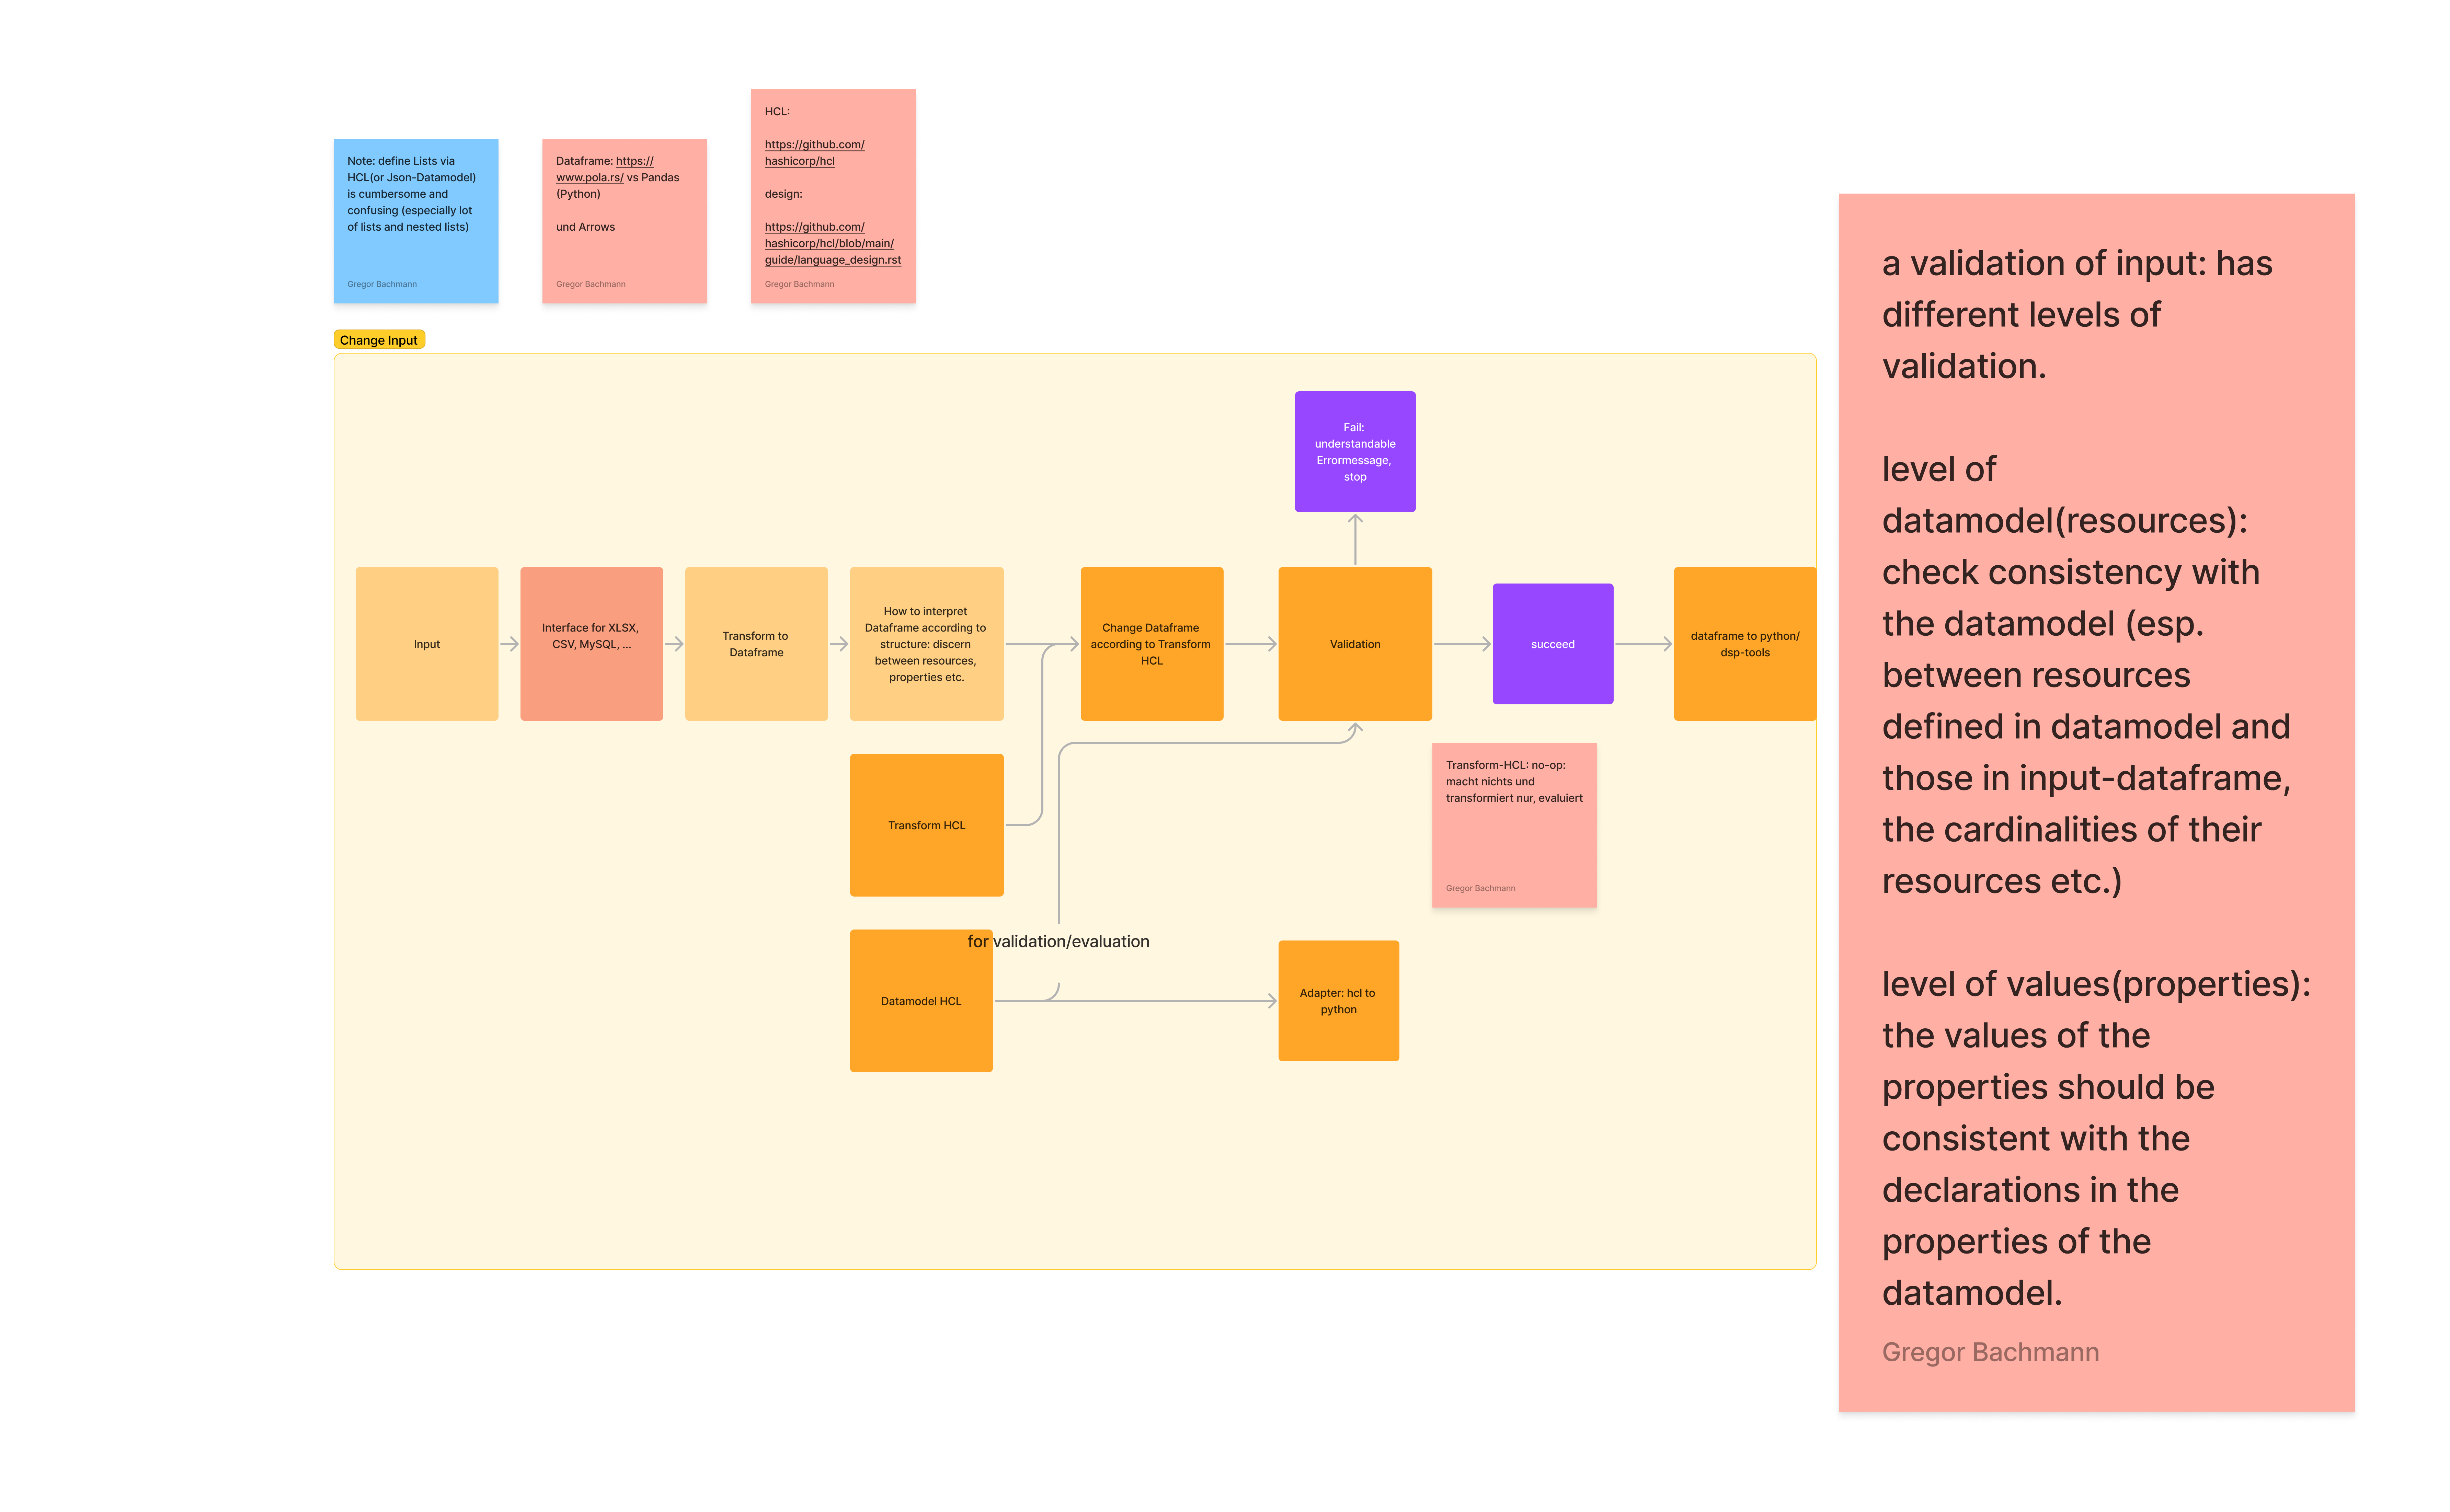 Note: define Lists via
HCL(or Json-Datamodel)
is cumbersome and
confusing (especially lot
of lists and nested lists)
Gregor Bachmann
Dataframe: https://
www.pola.rs/ vs Pandas
(Python)
und Arrows
Gregor Bachmann
HCL:
https://github.com/
hashicorp/hcl
design:
https://github.com/
hashicorp/hcl/blob/main/
guide/language_design.rst
Gregor Bachmann
Change Input
Fail:
understandable
Errormessage,
stop
Input
Interface for XLSX,
CSV, MySQL, ...
Transform to
Dataframe
How to interpret
Dataframe according to
structure: discern
between resources,
properties etc.
Change Dataframe
according to Transform
HCL
Validation
succeed
dataframe to python/
dsp-tools
Transform HCL
Transform-HCL: no-op:
macht nichts und
transformiert nur, evaluiert
Gregor Bachmann
for validation/evaluation
Datamodel HCL
Adapter: hcl to
python
a validation of input: has
different levels of
validation.
level of
datamodel(resources):
check consistency with
the datamodel (esp.
between resources
defined in datamodel and
those in input-dataframe,
the cardinalities of their
resources etc.)
level of values(properties):
the values of the
properties should be
consistent with the
declarations in the
properties of the
datamodel.
Gregor Bachmann